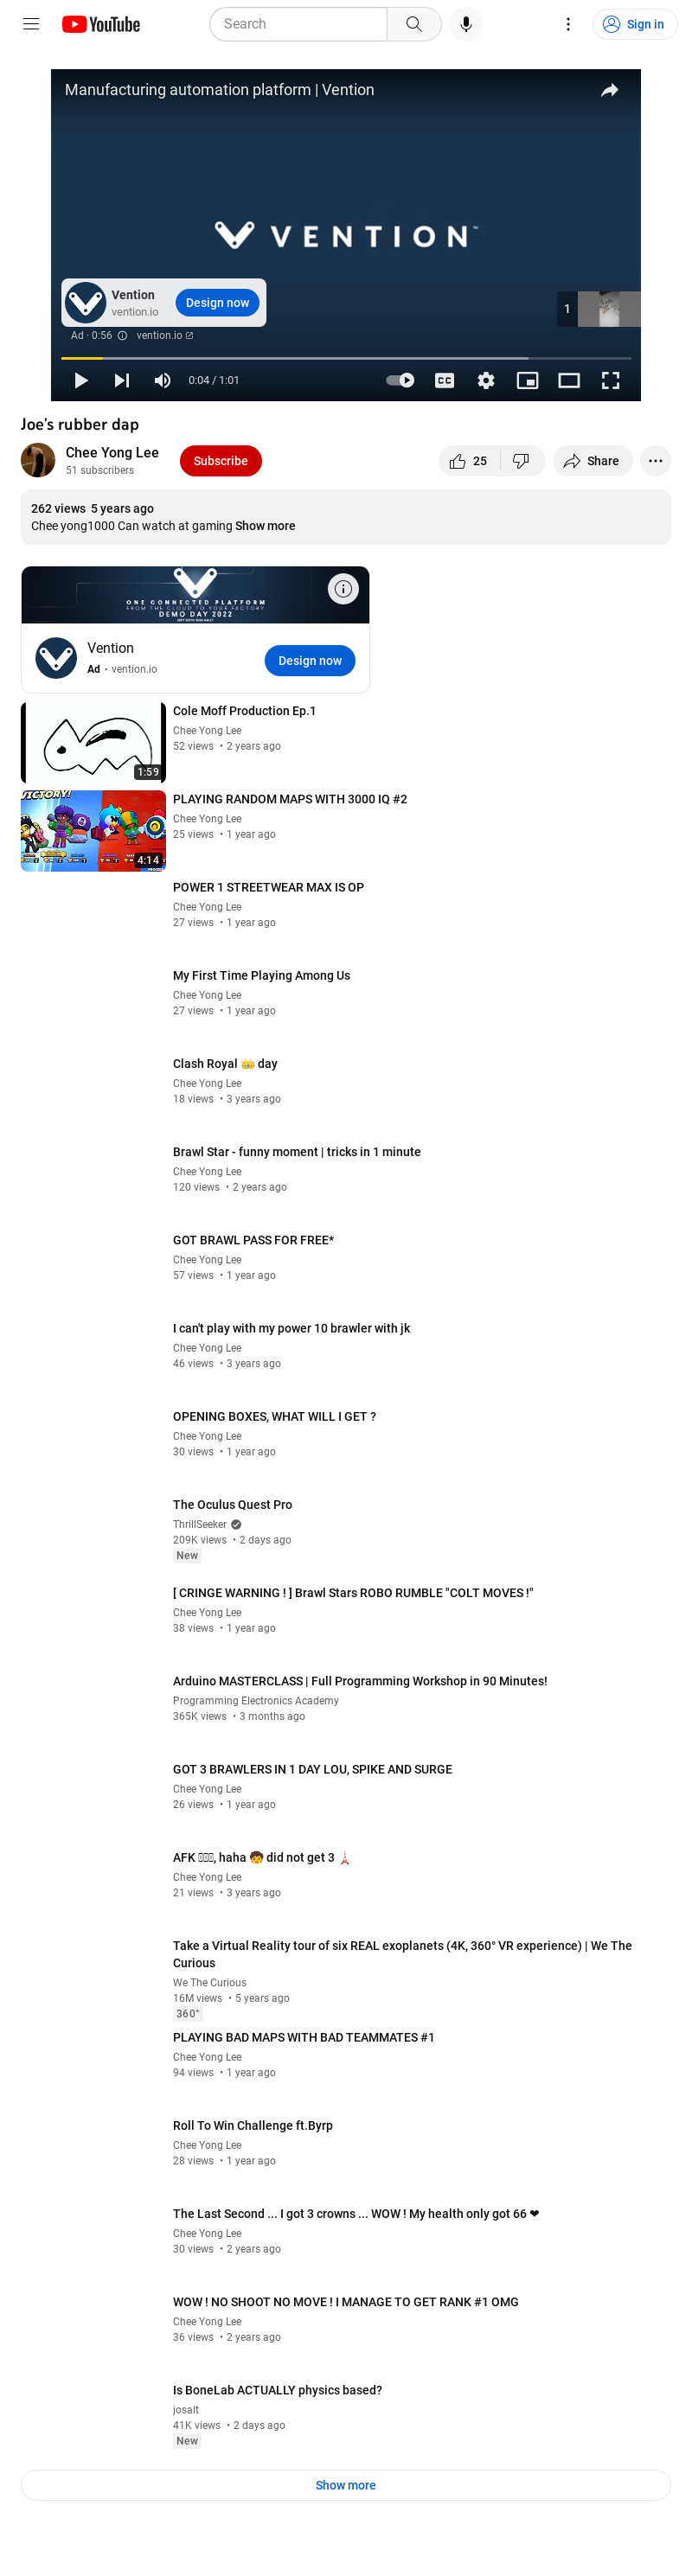 YouTube
Search
Sign in
Manufacturing automation platform | Vention
VENTION™
Vention
vention.io
Design now
1
Ad · 0:56
vention.io
0:04 / 1:01
CC
Joe's rubber dap
Chee Yong Lee
51 subscribers
Subscribe
25
Share
262 views 5 years ago
Chee yong1000 Can watch at gaming Show more
ONE CONNECTED PLATFORM
FROM THE CLOUD TO YOUR FACTORY
DEMO DAY 2022
Vention
Ad • vention.io
Design now
Cole Moff Production Ep.1
Chee Yong Lee
52 views • 2 years ago
1:59
PLAYING RANDOM MAPS WITH 3000 IQ #2
Chee Yong Lee
25 views • 1 year ago
VICTORY!
4:14
POWER 1 STREETWEAR MAX IS OP
Chee Yong Lee
27 views • 1 year ago
My First Time Playing Among Us
Chee Yong Lee
27 views • 1 year ago
Clash Royal 👑 day
Chee Yong Lee
18 views • 3 years ago
Brawl Star - funny moment | tricks in 1 minute
Chee Yong Lee
120 views • 2 years ago
GOT BRAWL PASS FOR FREE*
Chee Yong Lee
57 views • 1 year ago
I can't play with my power 10 brawler with jk
Chee Yong Lee
46 views • 3 years ago
OPENING BOXES, WHAT WILL I GET ?
Chee Yong Lee
30 views • 1 year ago
The Oculus Quest Pro
ThrillSeeker
209K views • 2 days ago
New
[ CRINGE WARNING ! ] Brawl Stars ROBO RUMBLE "COLT MOVES !"
Chee Yong Lee
38 views • 1 year ago
Arduino MASTERCLASS | Full Programming Workshop in 90 Minutes!
Programming Electronics Academy
365K views • 3 months ago
GOT 3 BRAWLERS IN 1 DAY LOU, SPIKE AND SURGE
Chee Yong Lee
26 views • 1 year ago
AFK , haha 🧒 did not get 3 🗼
Chee Yong Lee
21 views • 3 years ago
Take a Virtual Reality tour of six REAL exoplanets (4K, 360° VR experience) | We The
Curious
We The Curious
16M views • 5 years ago
360°
PLAYING BAD MAPS WITH BAD TEAMMATES #1
Chee Yong Lee
94 views • 1 year ago
Roll To Win Challenge ft.Byrp
Chee Yong Lee
28 views • 1 year ago
The Last Second ... I got 3 crowns ... WOW ! My health only got 66 ❤
Chee Yong Lee
30 views • 2 years ago
WOW ! NO SHOOT NO MOVE ! I MANAGE TO GET RANK #1 OMG
Chee Yong Lee
36 views • 2 years ago
Is BoneLab ACTUALLY physics based?
josalt
41K views • 2 days ago
New
Show more